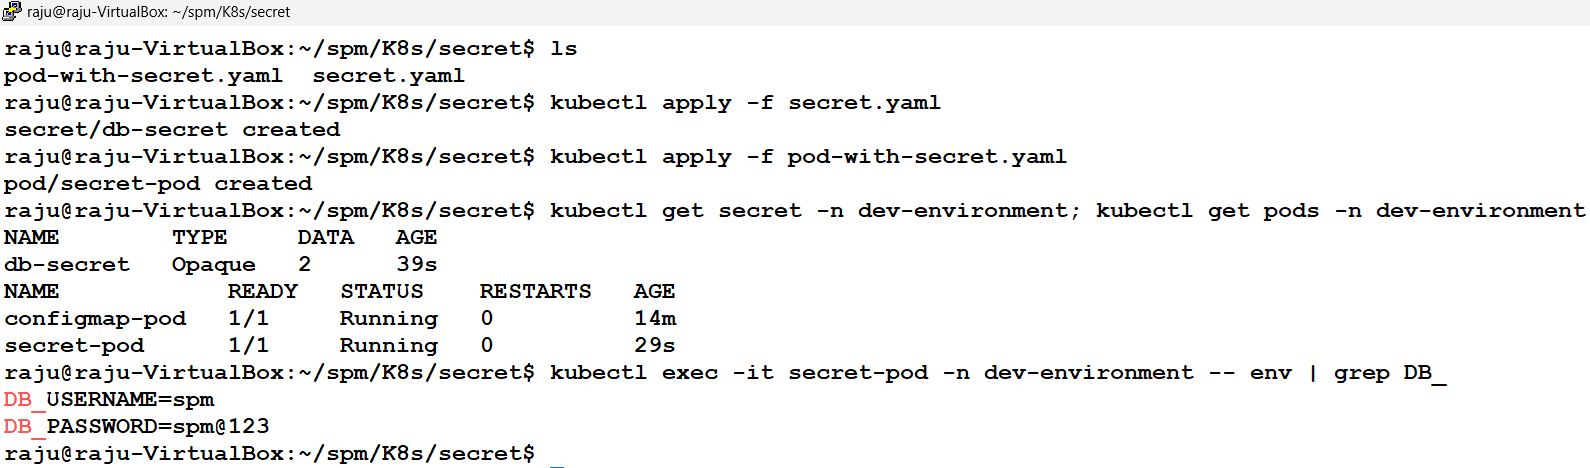 raju@raju-VirtualBox: ~/spm/K8s/secret
raju@raju-VirtualBox:~/spm/K8s/secret$ ls
pod-with-secret.yaml  secret.yaml
raju@raju-VirtualBox:~/spm/K8s/secret$ kubectl apply -f secret.yaml
secret/db-secret created
raju@raju-VirtualBox:~/spm/K8s/secret$ kubectl apply -f pod-with-secret.yaml
pod/secret-pod created
raju@raju-VirtualBox:~/spm/K8s/secret$ kubectl get secret -n dev-environment; kubectl get pods -n dev-environment
NAME        TYPE     DATA   AGE
db-secret   Opaque   2      39s
NAME            READY   STATUS    RESTARTS   AGE
configmap-pod   1/1     Running   0          14m
secret-pod      1/1     Running   0          29s
raju@raju-VirtualBox:~/spm/K8s/secret$ kubectl exec -it secret-pod -n dev-environment -- env | grep DB_
DB_USERNAME=spm
DB_PASSWORD=spm@123
raju@raju-VirtualBox:~/spm/K8s/secret$